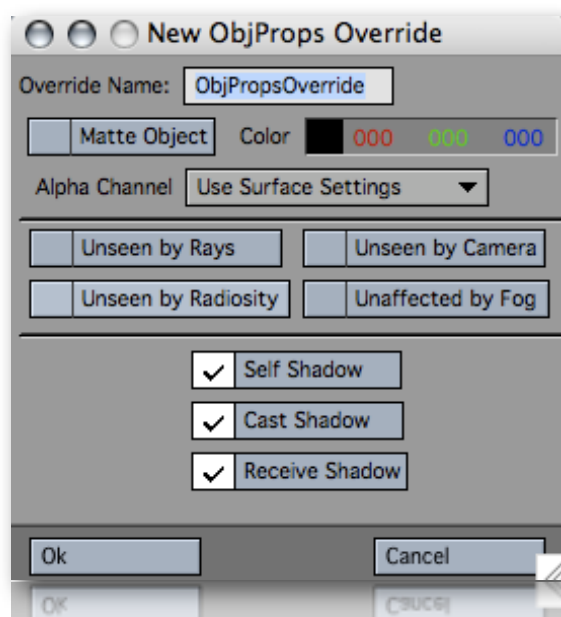 New ObjProps Override
Override Name: ObjPropsOverride
Matte Object Color 000 000 000
Alpha Channel Use Surface Settings
Unseen by Rays Unseen by Camera
Unseen by Radiosity Unaffected by Fog
Self Shadow
Cast Shadow
Receive Shadow
Ok Cancel